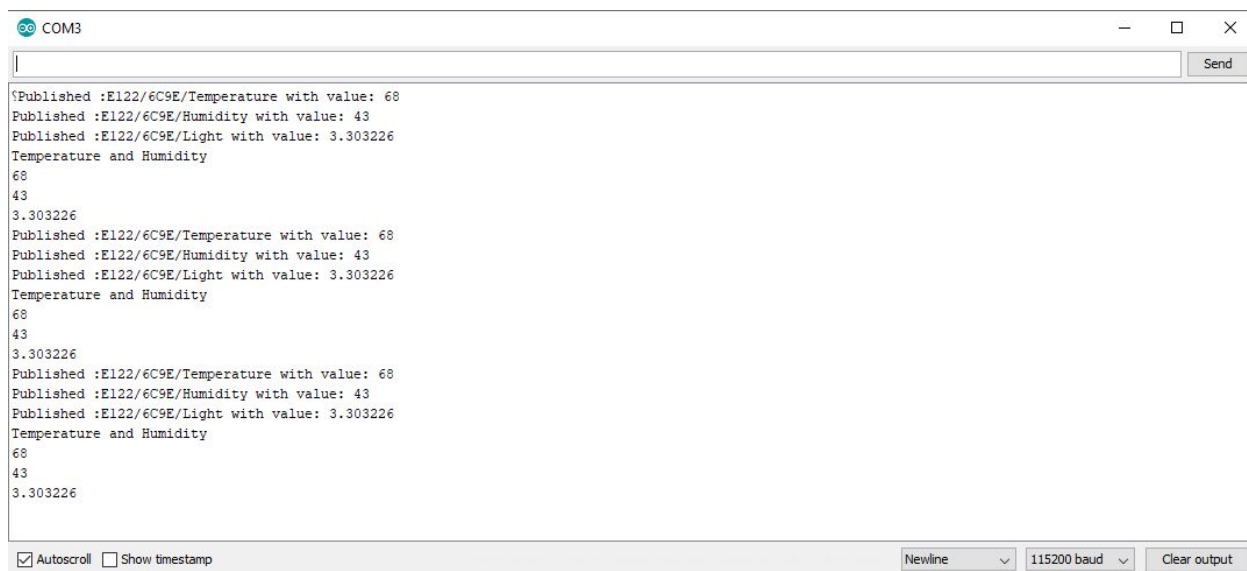 COM3
Send
⸮Published :E122/6C9E/Temperature with value: 68
Published :E122/6C9E/Humidity with value: 43
Published :E122/6C9E/Light with value: 3.303226
Temperature and Humidity
68
43
3.303226
Published :E122/6C9E/Temperature with value: 68
Published :E122/6C9E/Humidity with value: 43
Published :E122/6C9E/Light with value: 3.303226
Temperature and Humidity
68
43
3.303226
Published :E122/6C9E/Temperature with value: 68
Published :E122/6C9E/Humidity with value: 43
Published :E122/6C9E/Light with value: 3.303226
Temperature and Humidity
68
43
3.303226
Autoscroll Show timestamp Newline 115200 baud Clear output